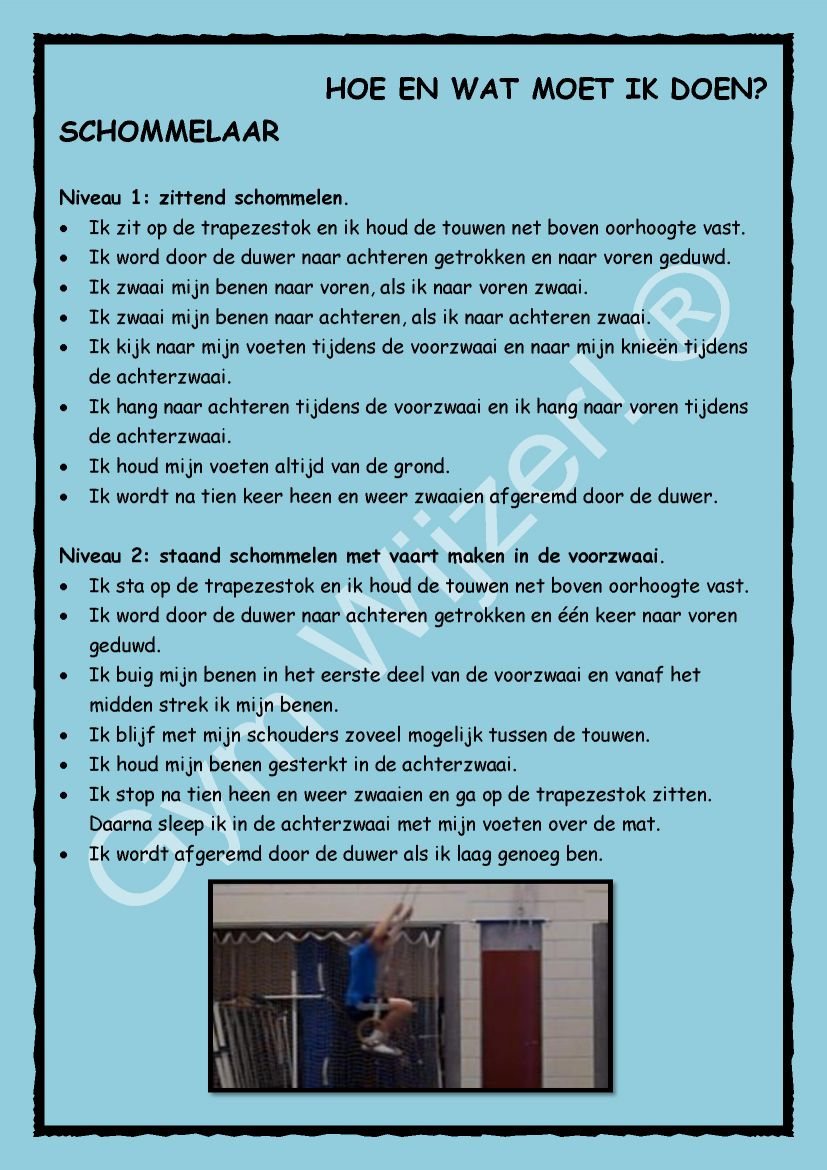 HOE EN WAT MOET IK DOEN?
SCHOMMELAAR
Niveau 1: zittend schommelen.
• Ik zit op de trapezestok en ik houd de touwen net boven oorhoogte vast.
• Ik word door de duwer naar achteren getrokken en naar voren geduwd.
• Ik zwaai mijn benen naar voren, als ik naar voren zwaai.
• Ik zwaai mijn benen naar achteren, als ik naar achteren zwaai.
• Ik kijk naar mijn voeten tijdens de voorzwaai en naar mijn knieën tijdens
de achterzwaai.
• Ik hang naar achteren tijdens de voorzwaai en ik hang naar voren tijdens
de achterzwaai.
• Ik houd mijn voeten altijd van de grond.
• Ik wordt na tien keer heen en weer zwaaien afgeremd door de duwer.
Niveau 2: staand schommelen met vaart maken in de voorzwaai.
• Ik sta op de trapezestok en ik houd de touwen net boven oorhoogte vast.
• Ik word door de duwer naar achteren getrokken en één keer naar voren
geduwd.
• Ik buig mijn benen in het eerste deel van de voorzwaai en vanaf het
midden strek ik mijn benen.
• Ik blijf met mijn schouders zoveel mogelijk tussen de touwen.
• Ik houd mijn benen gesterkt in de achterzwaai.
• Ik stop na tien heen en weer zwaaien en ga op de trapezestok zitten.
Daarna sleep ik in de achterzwaai met mijn voeten over de mat.
• Ik wordt afgeremd door de duwer als ik laag genoeg ben.
Gym Wijzer! ®